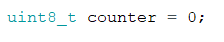 uint8_t counter = 0;